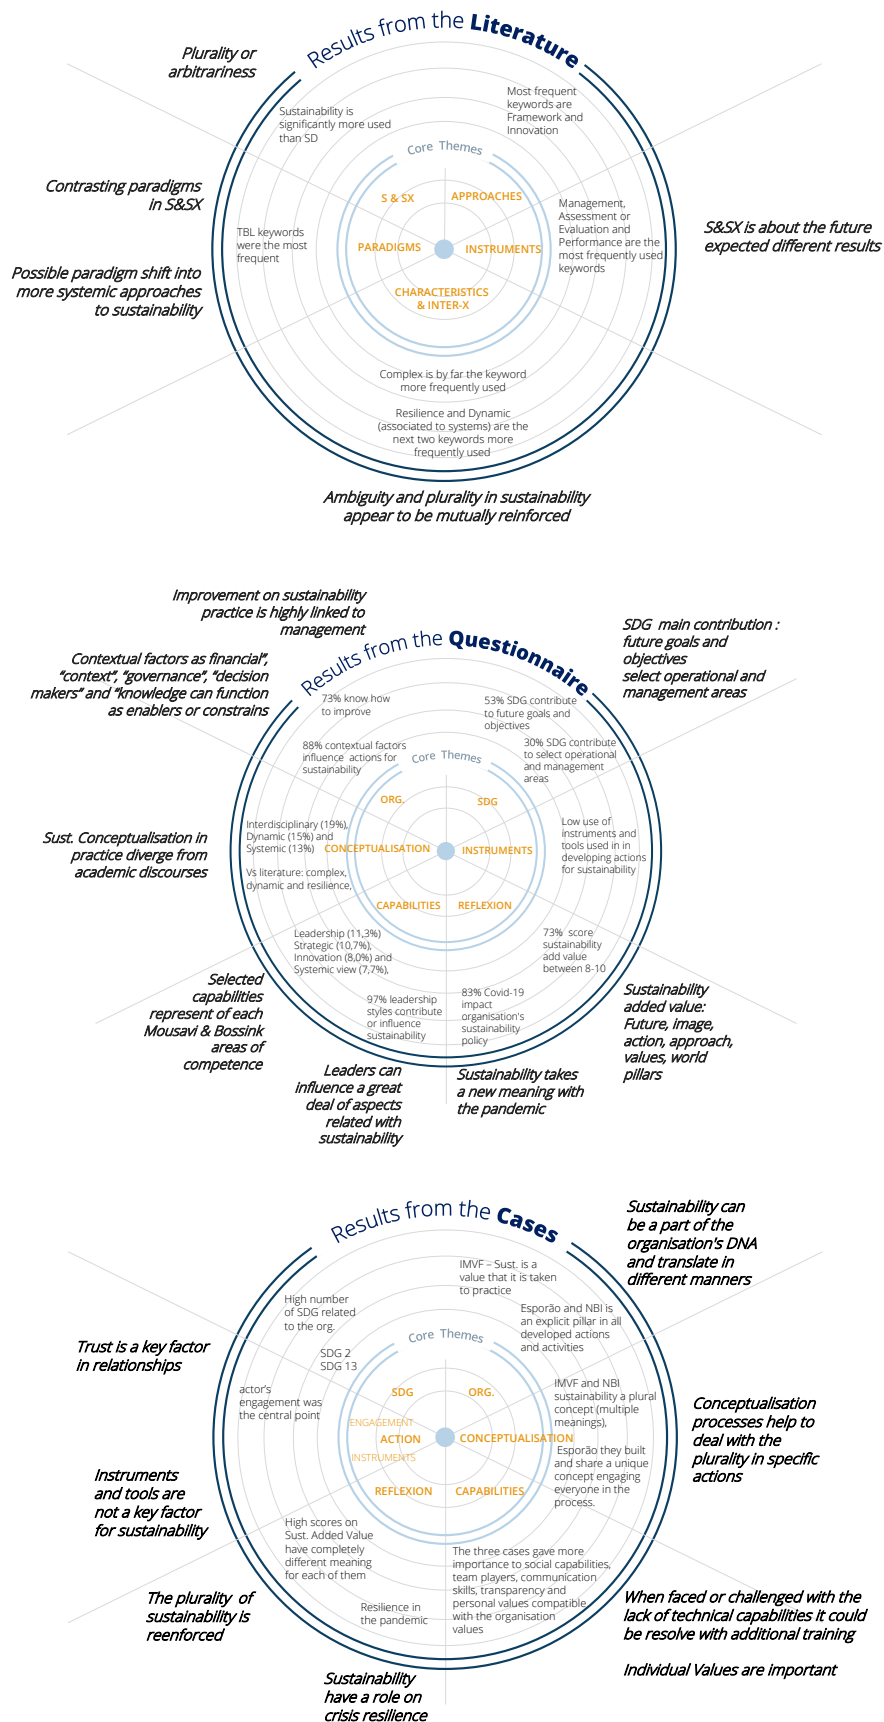 Results from the Literature
Plurality or
arbitrariness
Sustainability is
significantly more used
than SD
Most frequent
keywords are
Framework and
Innovation
Core Themes
Contrasting paradigms
in S&SX
S & SX
APPROACHES
Management,
Assessment or
Evaluation and
Performance are the
most frequently used
keywords
S&SX is about the future
expected different results
TBL keywords
were the most
frequent
PARADIGMS
INSTRUMENTS
Possible paradigm shift into
more systemic approaches
to sustainability
CHARACTERISTICS
& INTER-X
Complex is by far the keyword
more frequently used
Resilience and Dynamic
(associated to systems) are the
next two keywords more
frequently used
Ambiguity and plurality in sustainability
appear to be mutually reinforced
Improvement on sustainability
practice is highly linked to
management
Results from the Questionnaire
SDG main contribution :
future goals and
objectives
select operational and
management areas
Contextual factors as financial”,
“context”, “governance”, “decision
makers” and “knowledge can function
as enablers or constrains
73% know how
to improve
53% SDG contribute
to future goals and
objectives
88% contextual factors
influence actions for
sustainability
30% SDG contribute
to select operational
and management
areas
Core Themes
ORG.
SDG
Sust. Conceptualisation in
practice diverge from
academic discourses
Interdisciplinary (19%),
Dynamic (15%) and
Systemic (13%)
Vs literature: complex,
dynamic and resilience,
CONCEPTUALISATION
INSTRUMENTS
Low use of
instruments and
tools used in in
developing actions
for sustainability
CAPABILITIES
REFLEXION
Leadership (11,3%)
Strategic (10,7%),
Innovation (8,0%) and
Systemic view (7,7%),
73% score
sustainability
add value
between 8-10
Selected
capabilities
represent of each
Mousavi & Bossink
areas of
competence
97% leadership
styles contribute
or influence
sustainability
83% Covid-19
impact
organisation's
sustainability
policy
Sustainability
added value:
Future, image,
action, approach,
values, world
pillars
Leaders can
influence a great
deal of aspects
related with
sustainability
Sustainability takes
a new meaning with
the pandemic
Results from the Cases
Sustainability can
be a part of the
organisation's DNA
and translate in
different manners
IMVF – Sust. is a
value that it is taken
to practice
High number
of SDG related
to the org.
Esporão and NBI is
an explicit pillar in all
developed actions
and activities
Core Themes
Trust is a key factor
in relationships
SDG 2
SDG 13
actor's
engagement was
the central point
SDG
ORG.
IMVF and NBI
sustainability a plural
concept (multiple
meanings),
Conceptualisation
processes help to
deal with the
plurality in specific
actions
ENGAGEMENT
ACTION
INSTRUMENTS
CONCEPTUALISATION
Esporão they built
and share a unique
concept engaging
everyone in the
process.
Instruments
and tools are
not a key factor
for sustainability
REFLEXION
CAPABILITIES
High scores on
Sust. Added Value
have completely
different meaning
for each of them
The three cases gave more
importance to social capabilities,
team players, communication
skills, transparency and
personal values compatible
with the organisation
values
Resilience in
the pandemic
The plurality of
sustainability is
reenforced
When faced or challenged with the
lack of technical capabilities it could
be resolve with additional training
Individual Values are important
Sustainability
have a role on
crisis resilience